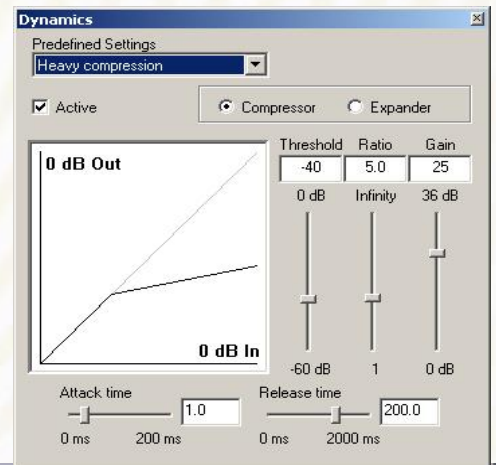 Dynamics
Predefined Settings
Heavy compression
Active
Compressor Expander
Threshold Ratio Gain
-40 5.0 25
0 dB Out
0 dB Infinity 36 dB
0 dB In
-60 dB 1 0 dB
Attack time Release time
1.0 200.0
0 ms 200 ms 0 ms 2000 ms